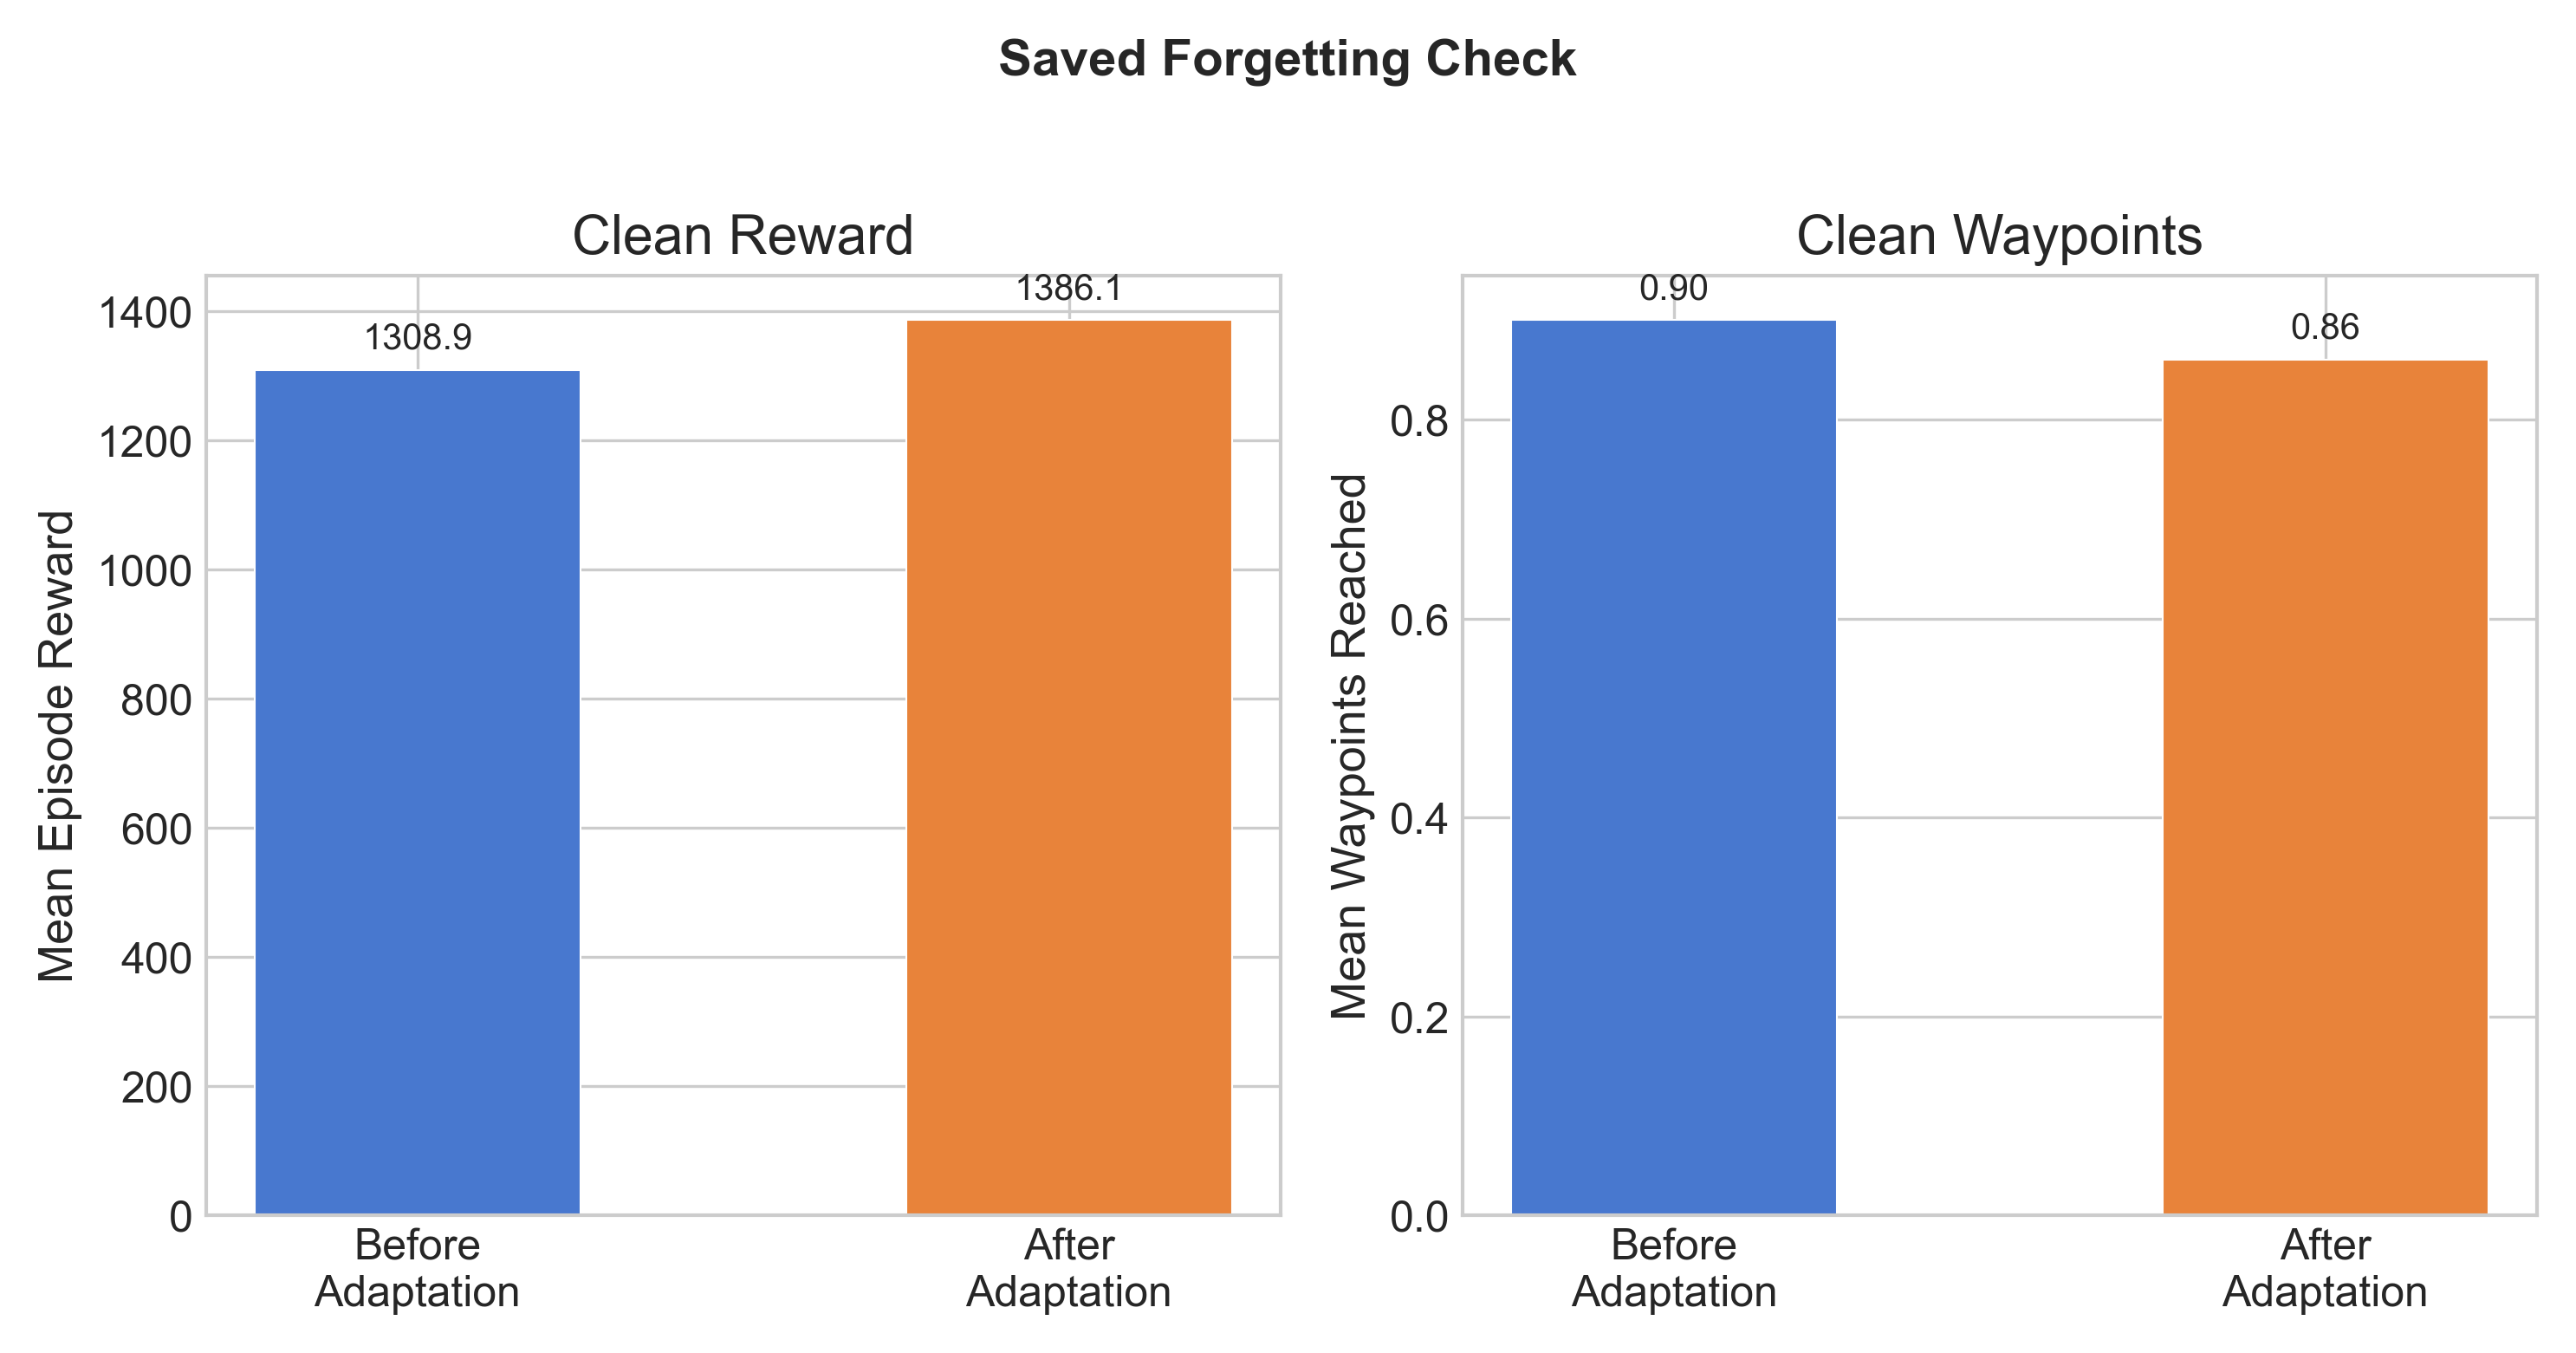 Saved Forgetting Check
Clean Reward
Mean Episode Reward
1400
1200
1000
800
600
400
200
0
1308.9
1386.1
Before
Adaptation
After
Adaptation
Clean Waypoints
Mean Waypoints Reached
0.8
0.6
0.4
0.2
0.0
0.90
0.86
Before
Adaptation
After
Adaptation